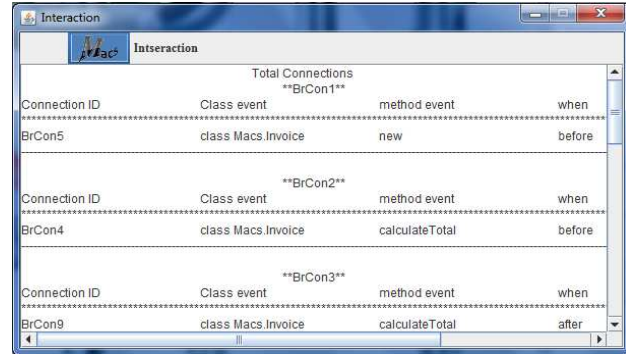 Interaction
Mac
Intseraction
Total Connections
**BrCon1**
Connection ID Class event method event when
BrCon5 class Macs.Invoice new before
**BrCon2**
Connection ID Class event method event when
BrCon4 class Macs.Invoice calculateTotal before
**BrCon3**
Connection ID Class event method event when
BrCon9 class Macs.Invoice calculateTotal after